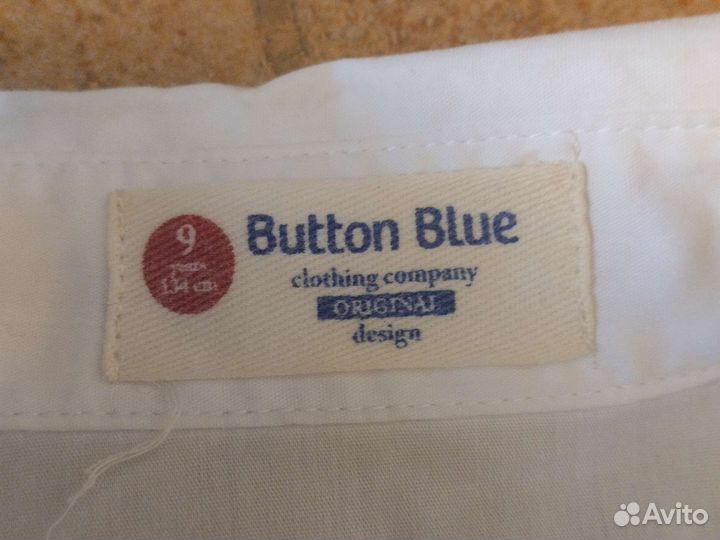 9
years
134 cm
Button Blue
clothing company
ORIGINAL
design
Avito